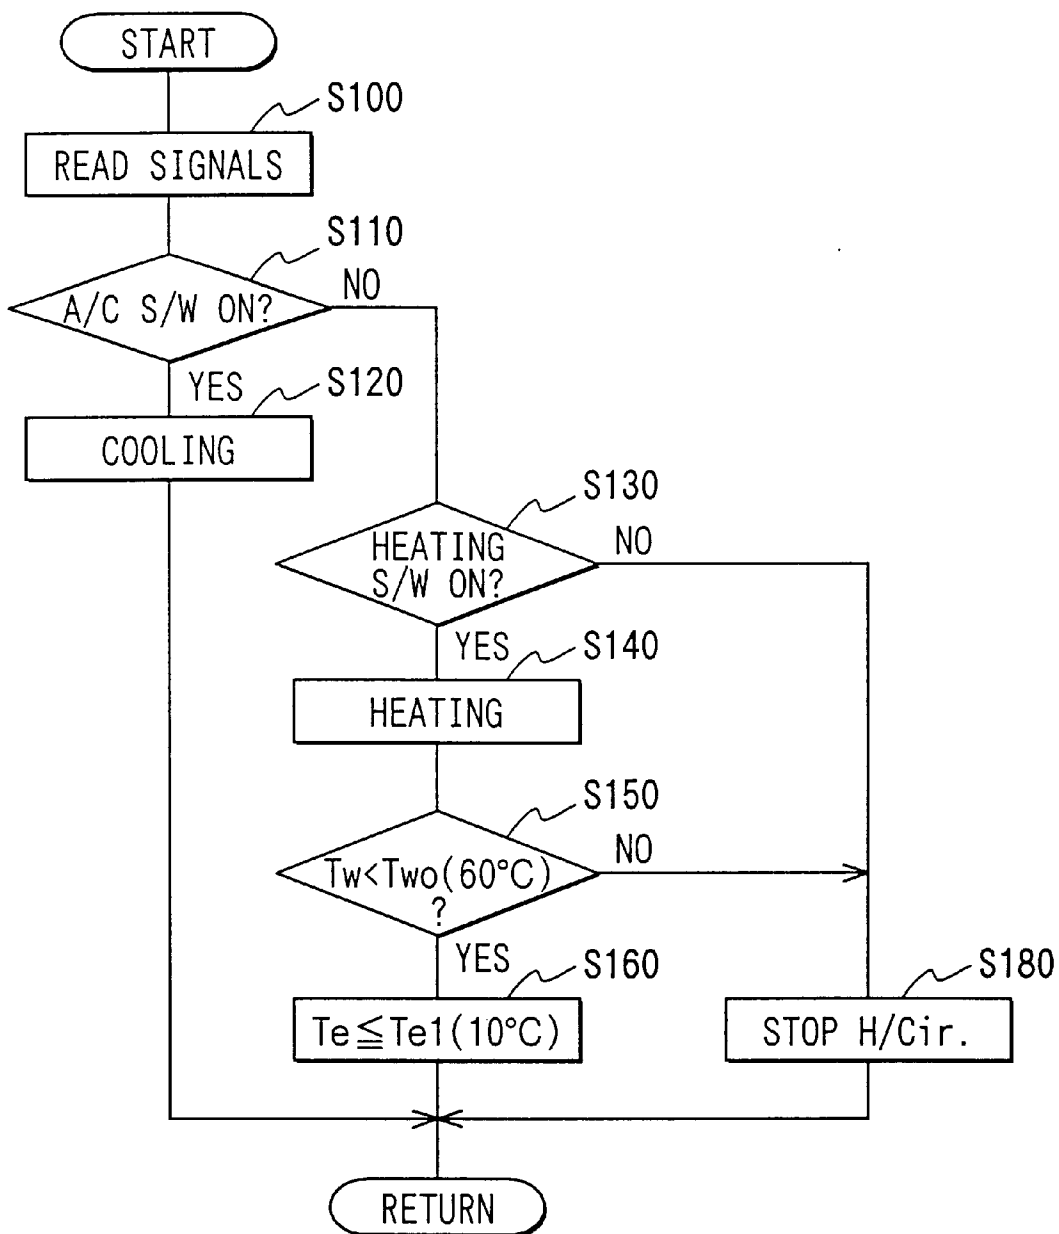 START
S100
READ SIGNALS
S110
A/C S/W ON?
NO
YES
S120
COOLING
S130
HEATING
S/W ON?
NO
YES
S140
HEATING
S150
Tw<Two(60°C)
?
NO
YES
S160
Te≦Te1(10°C)
S180
STOP H/Cir.
RETURN